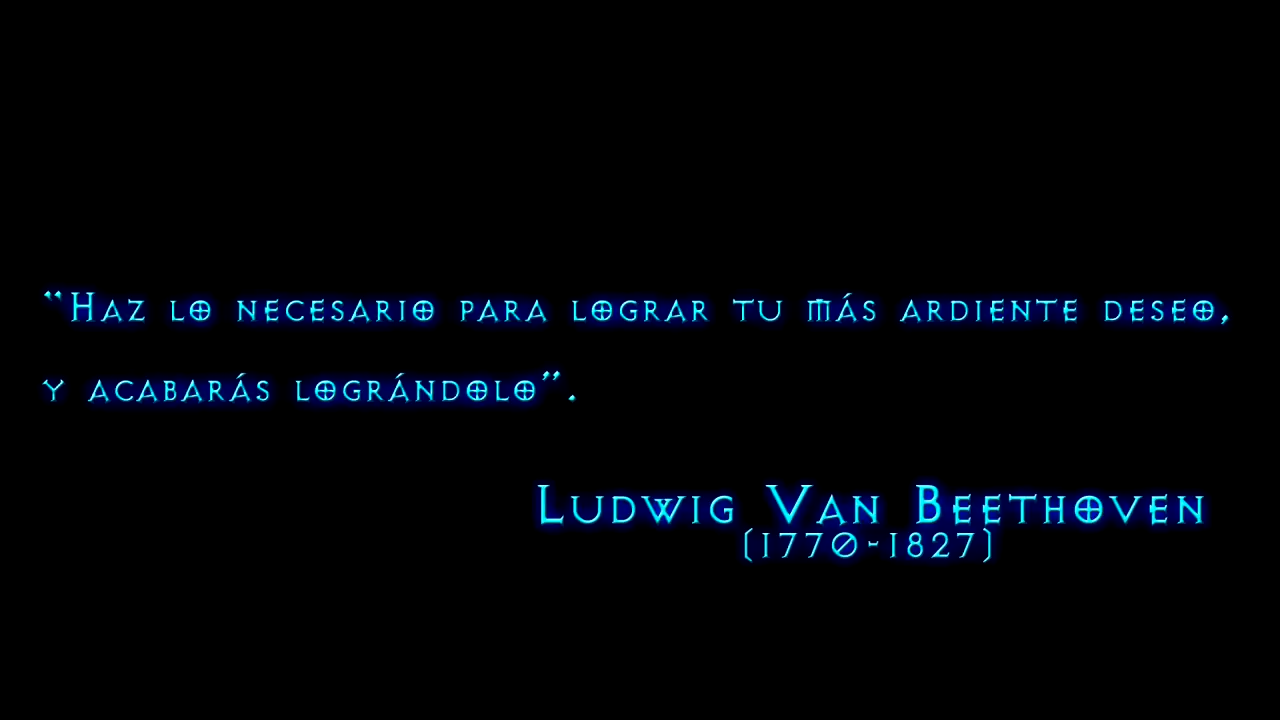 “Haz lo necesario para lograr tu más ardiente deseo,
y acabarás lográndolo”.
Ludwig Van Beethoven
(1770-1827)